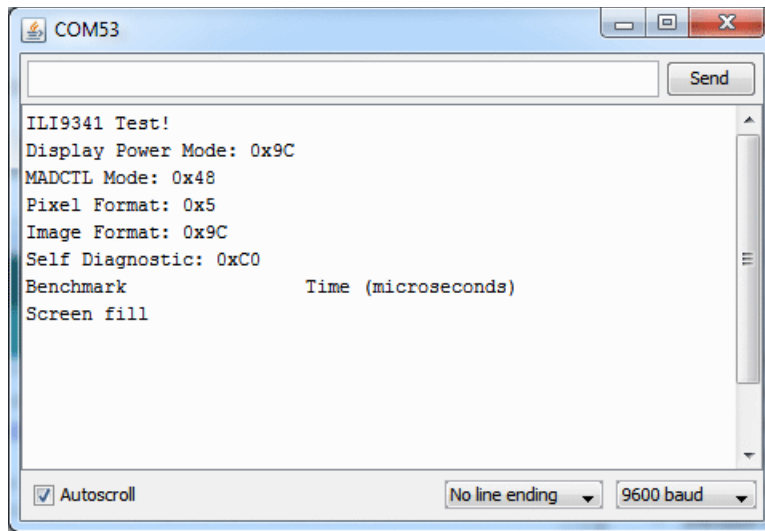 COM53
Send
ILI9341 Test!
Display Power Mode: 0x9C
MADCTL Mode: 0x48
Pixel Format: 0x5
Image Format: 0x9C
Self Diagnostic: 0xC0
Benchmark                Time (microseconds)
Screen fill
Autoscroll
No line ending
9600 baud